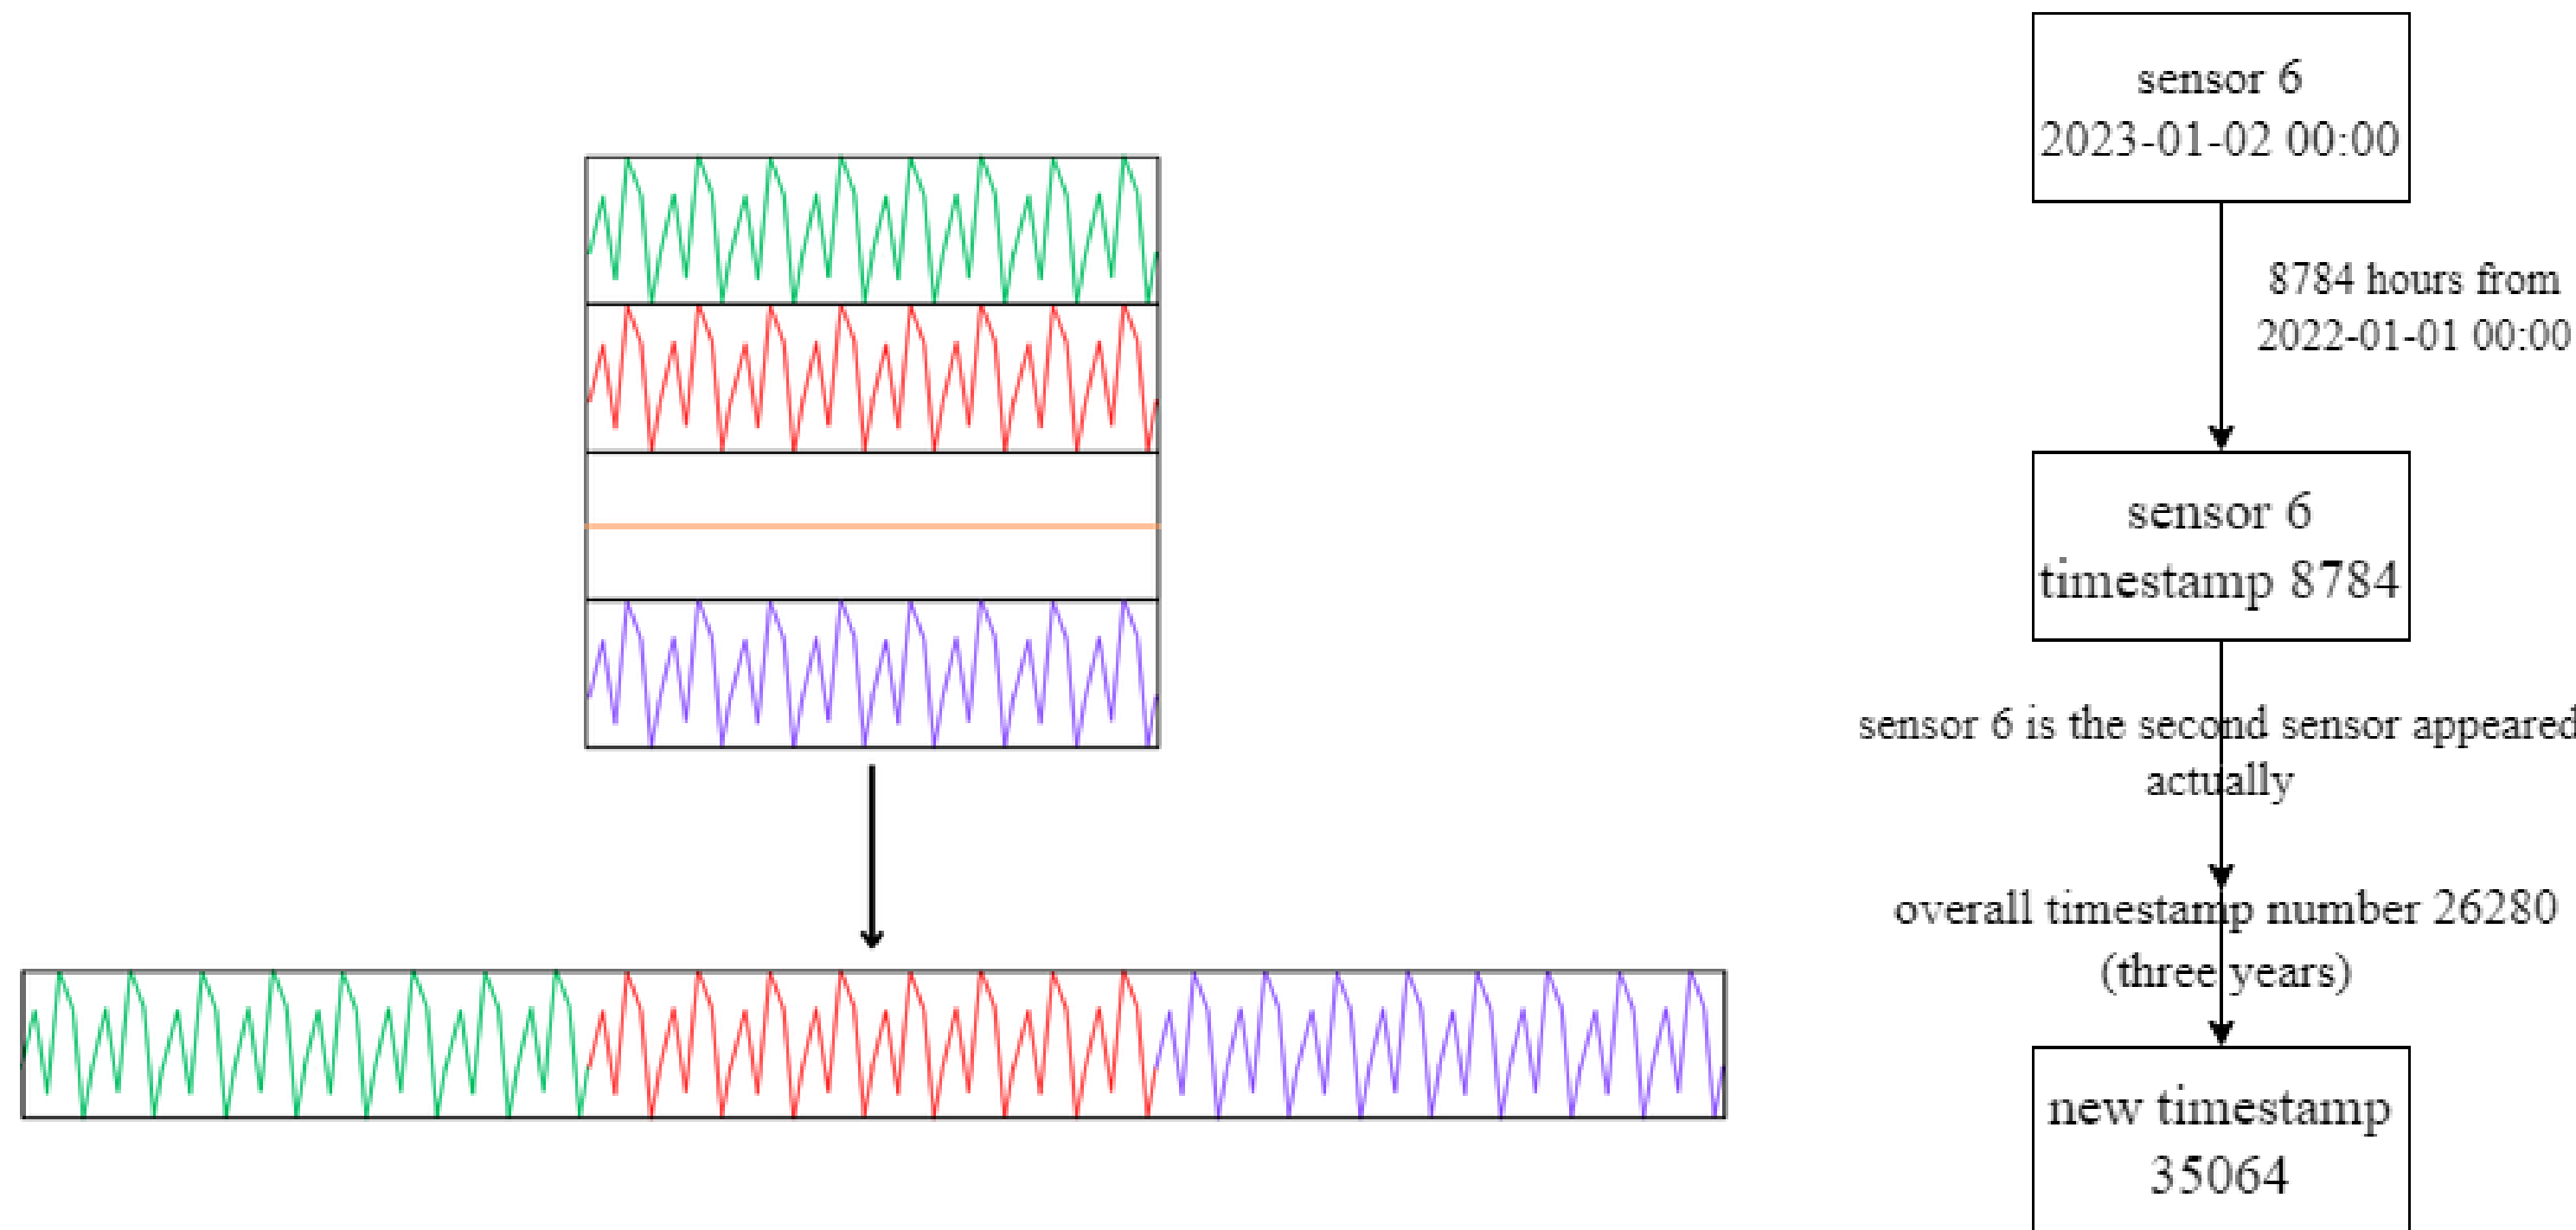 sensor 6
2023-01-02 00:00
8784 hours from
2022-01-01 00:00
sensor 6
timestamp 8784
sensor 6 is the second sensor appeared
actually
overall timestamp number 26280
(three years)
new timestamp
35064